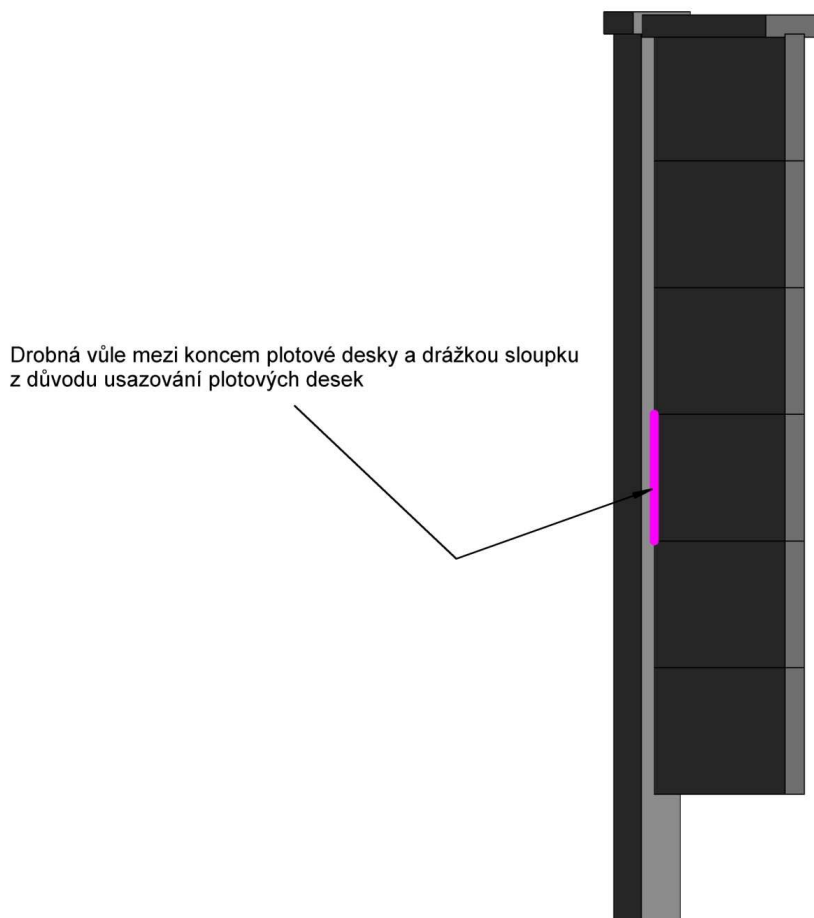 Drobná vůle mezi koncem plotové desky a drážkou sloupku
z důvodu usazování plotových desek